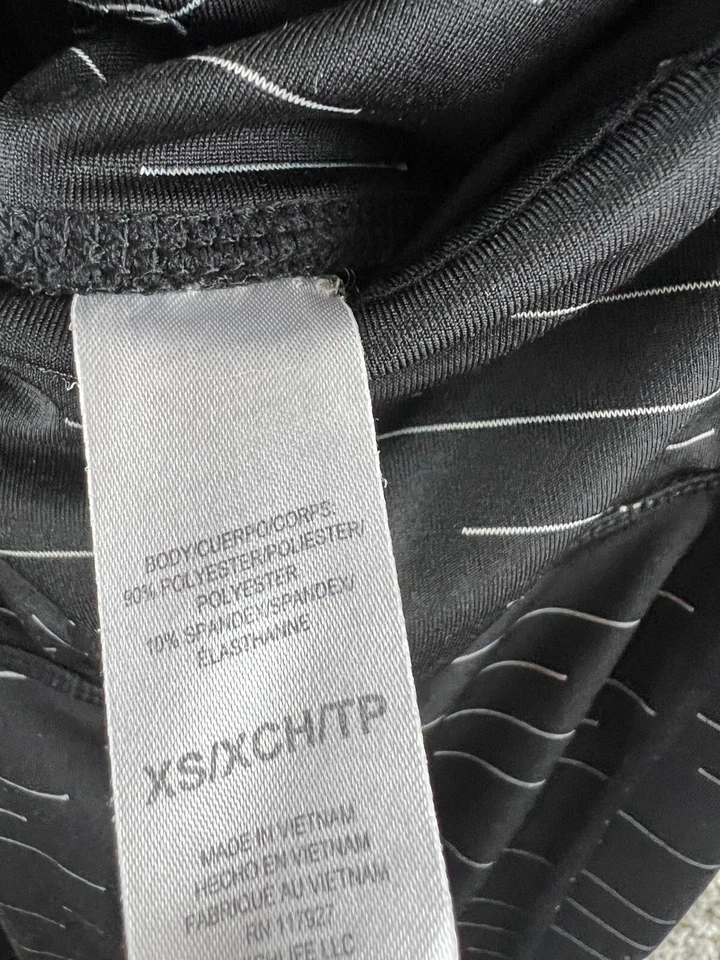 BODY/CUERPO/CORPS:
90% POLYESTER/POLIESTER/
POLYESTER
10% SPANDEX/SPANDEX/
ÉLASTHANNE
XS/XCH/TP
MADE IN VIETNAM
HECHO EN VIETNAM
FABRIQUÉ AU VIETNAM
RN 117927
LLC